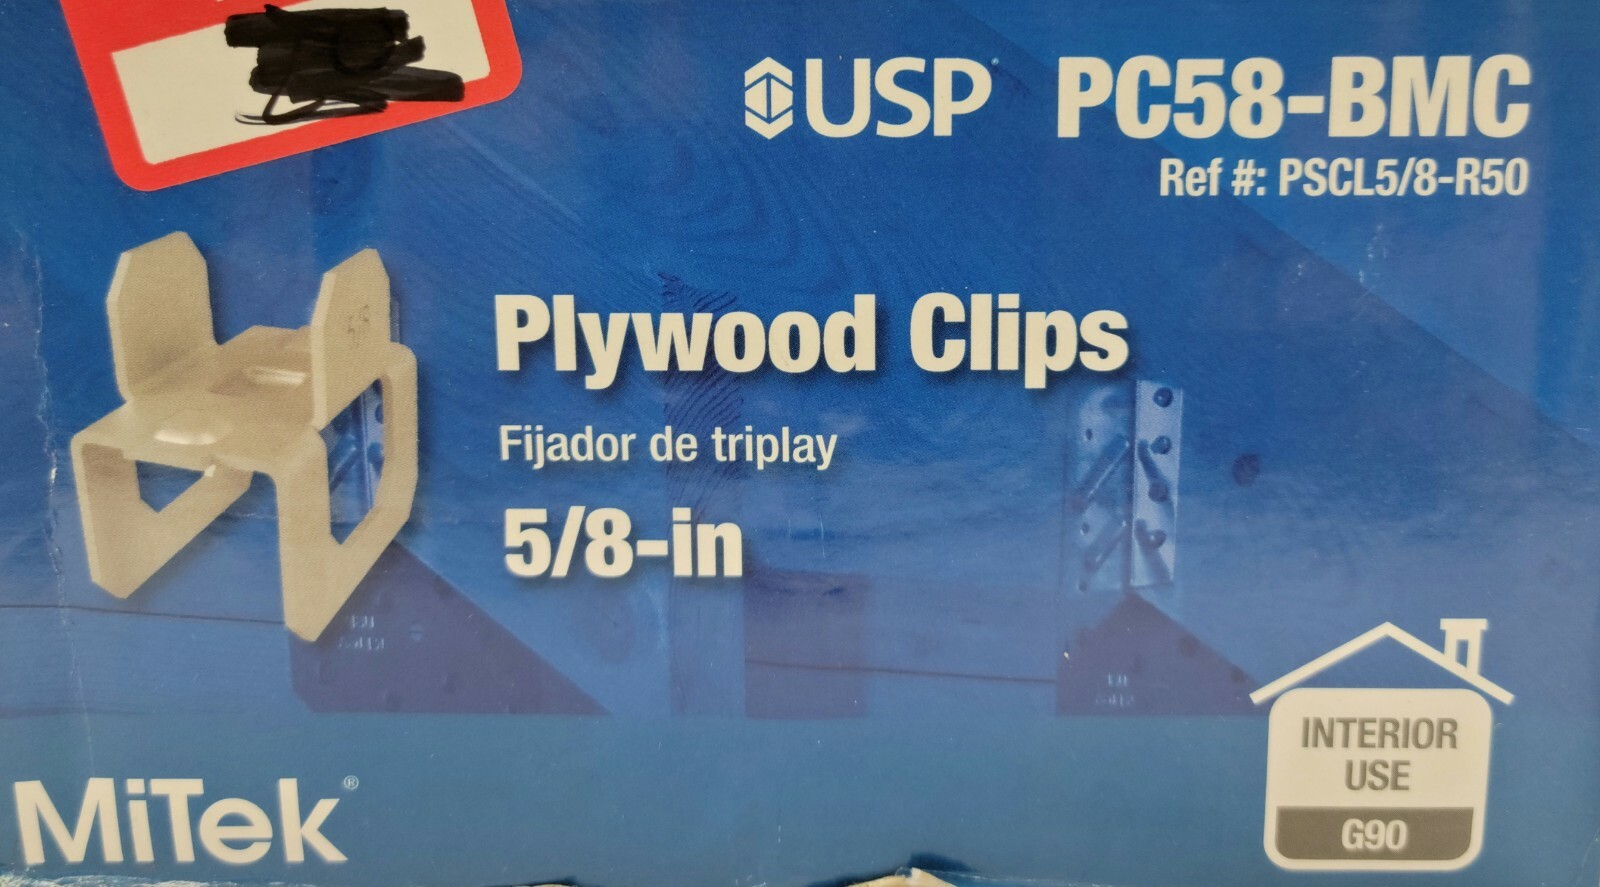 USP® PC58-BMC
Ref #: PSCL5/8-R50
Plywood Clips
Fijador de triplay
5/8-in
MiTek®
INTERIOR
USE
G90